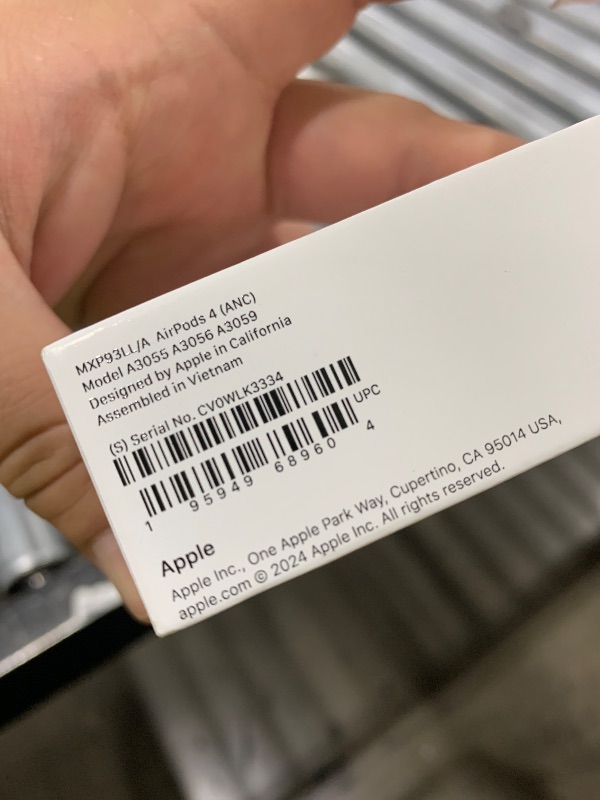 MXP93LL/A AirPods 4 (ANC)
Model A3055 A3056 A3059
Designed by Apple in California
Assembled in Vietnam
(S) Serial No. CV0WLK3334
UPC
1 95949 68960 4
Apple
Apple Inc., One Apple Park Way, Cupertino, CA 95014 USA,
apple.com © 2024 Apple Inc. All rights reserved.